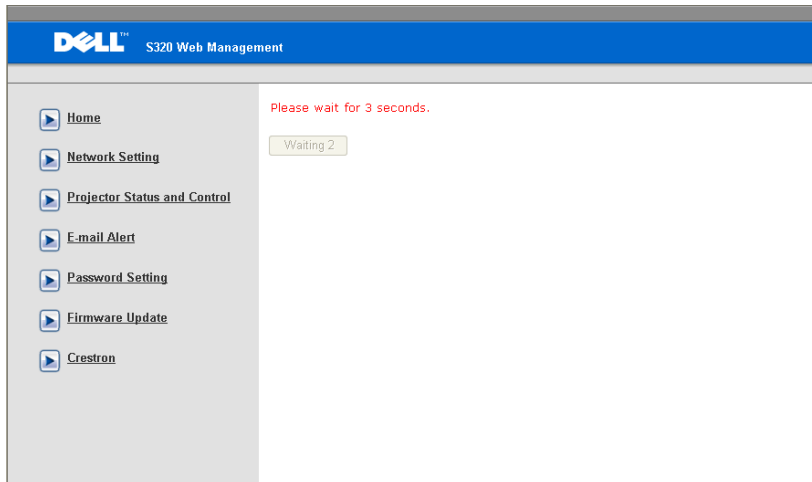 DELL™ S320 Web Management
Please wait for 3 seconds.
Waiting 2
Home
Network Setting
Projector Status and Control
E-mail Alert
Password Setting
Firmware Update
Crestron